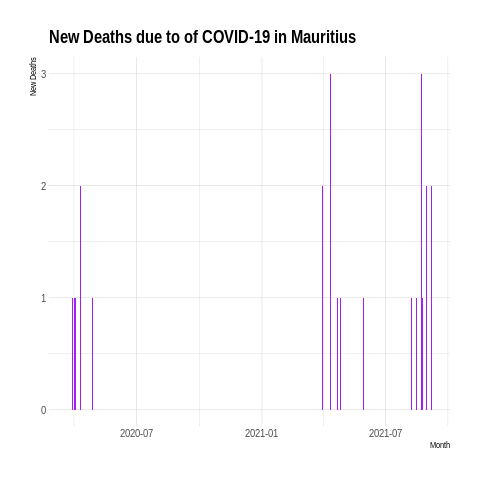 New Deaths due to of COVID-19 in Mauritius
New Deaths
3
2
1
0
2020-07
2021-01
2021-07
Month